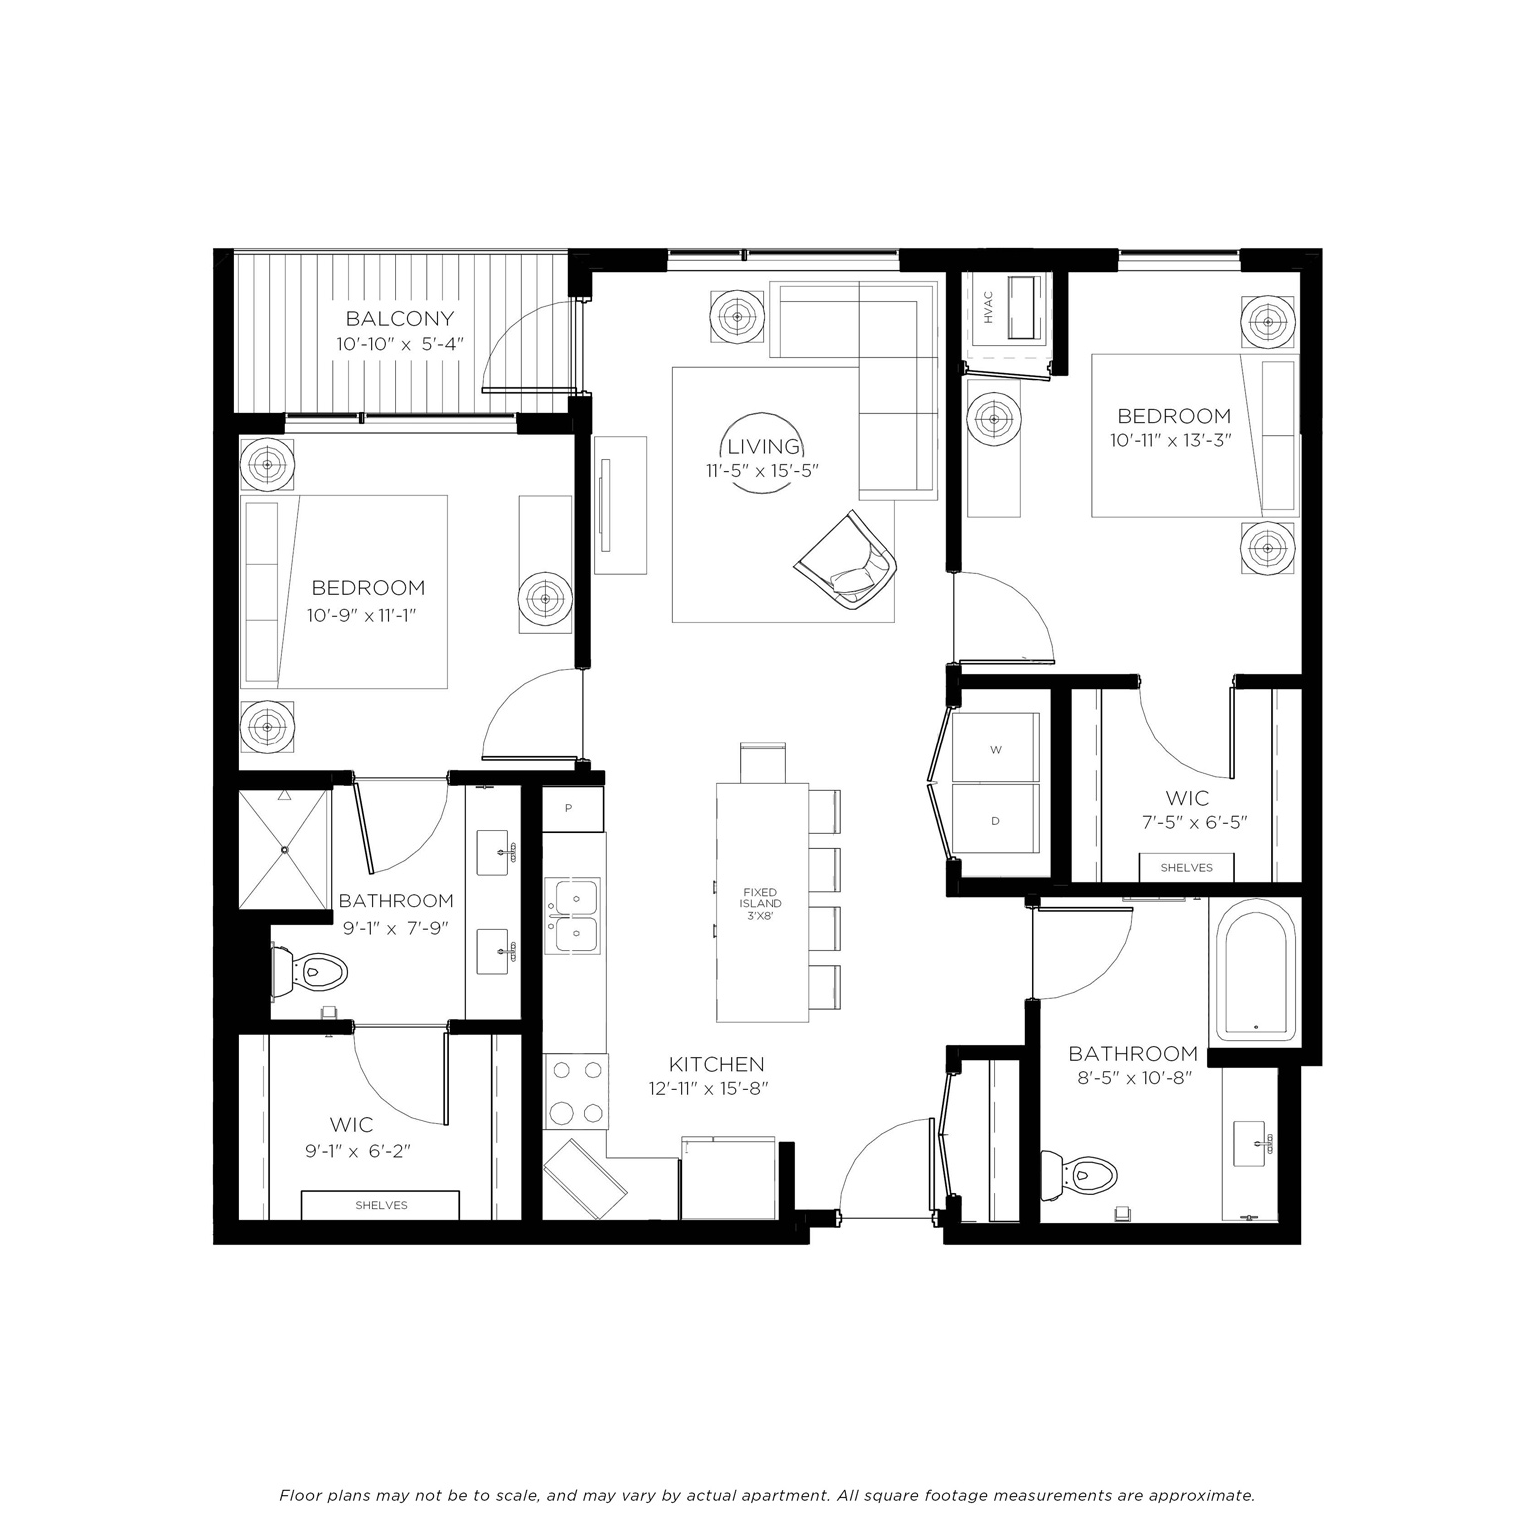 BALCONY
10'-10" x 5'-4"
HVAC
BEDROOM
10'-11" x 13'-3"
LIVING
11'-5" x 15'-5"
BEDROOM
10'-9" x 11'-1"
W
D
WIC
7'-5" x 6'-5"
SHELVES
P
FIXED
ISLAND
3'X8'
BATHROOM
9'-1" x 7'-9"
KITCHEN
12'-11" x 15'-8"
BATHROOM
8'-5" x 10'-8"
WIC
9'-1" x 6'-2"
SHELVES
Floor plans may not be to scale, and may vary by actual apartment. All square footage measurements are approximate.